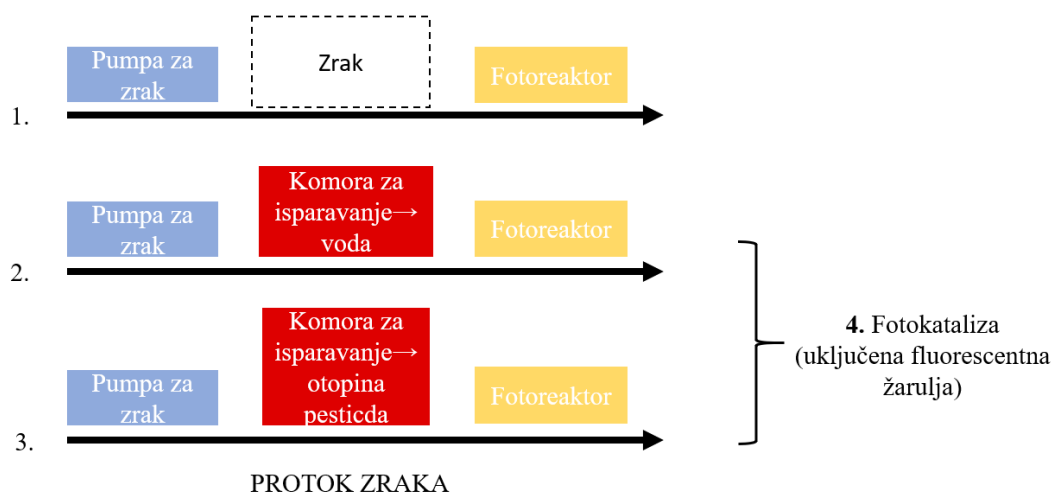 Pumpa za
zrak
Zrak
Fotoreaktor
1.
Pumpa za
zrak
Komora za
isparavanje→
voda
Fotoreaktor
2.
Pumpa za
zrak
Komora za
isparavanje→
otopina
pesticda
Fotoreaktor
3.
4. Fotokataliza
(uključena fluorescentna
žarulja)
PROTOK ZRAKA